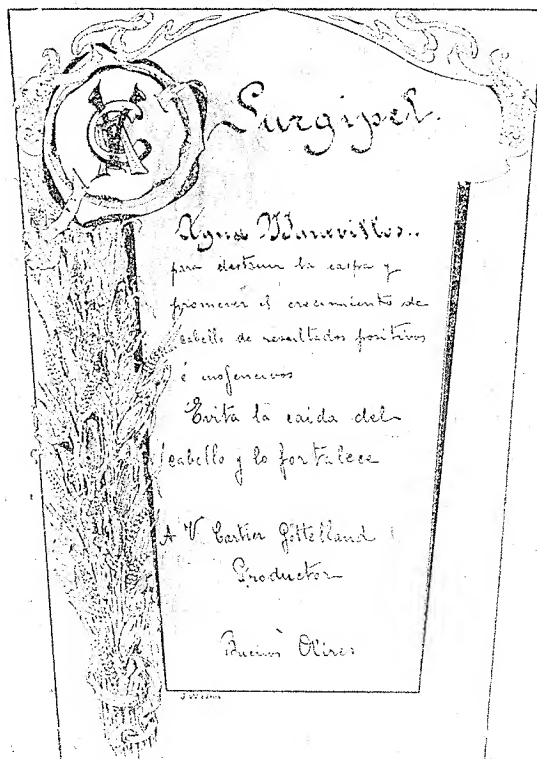 Surgipel.
Agua Maravillosa..
para destruir la caspa y
promover el crecimiento de
cabello de resultados positivos
é inofensivos
Evita la caida del
cabello y lo fortalece
A V. Cartier Gottelland
Productor
Buenos Aires